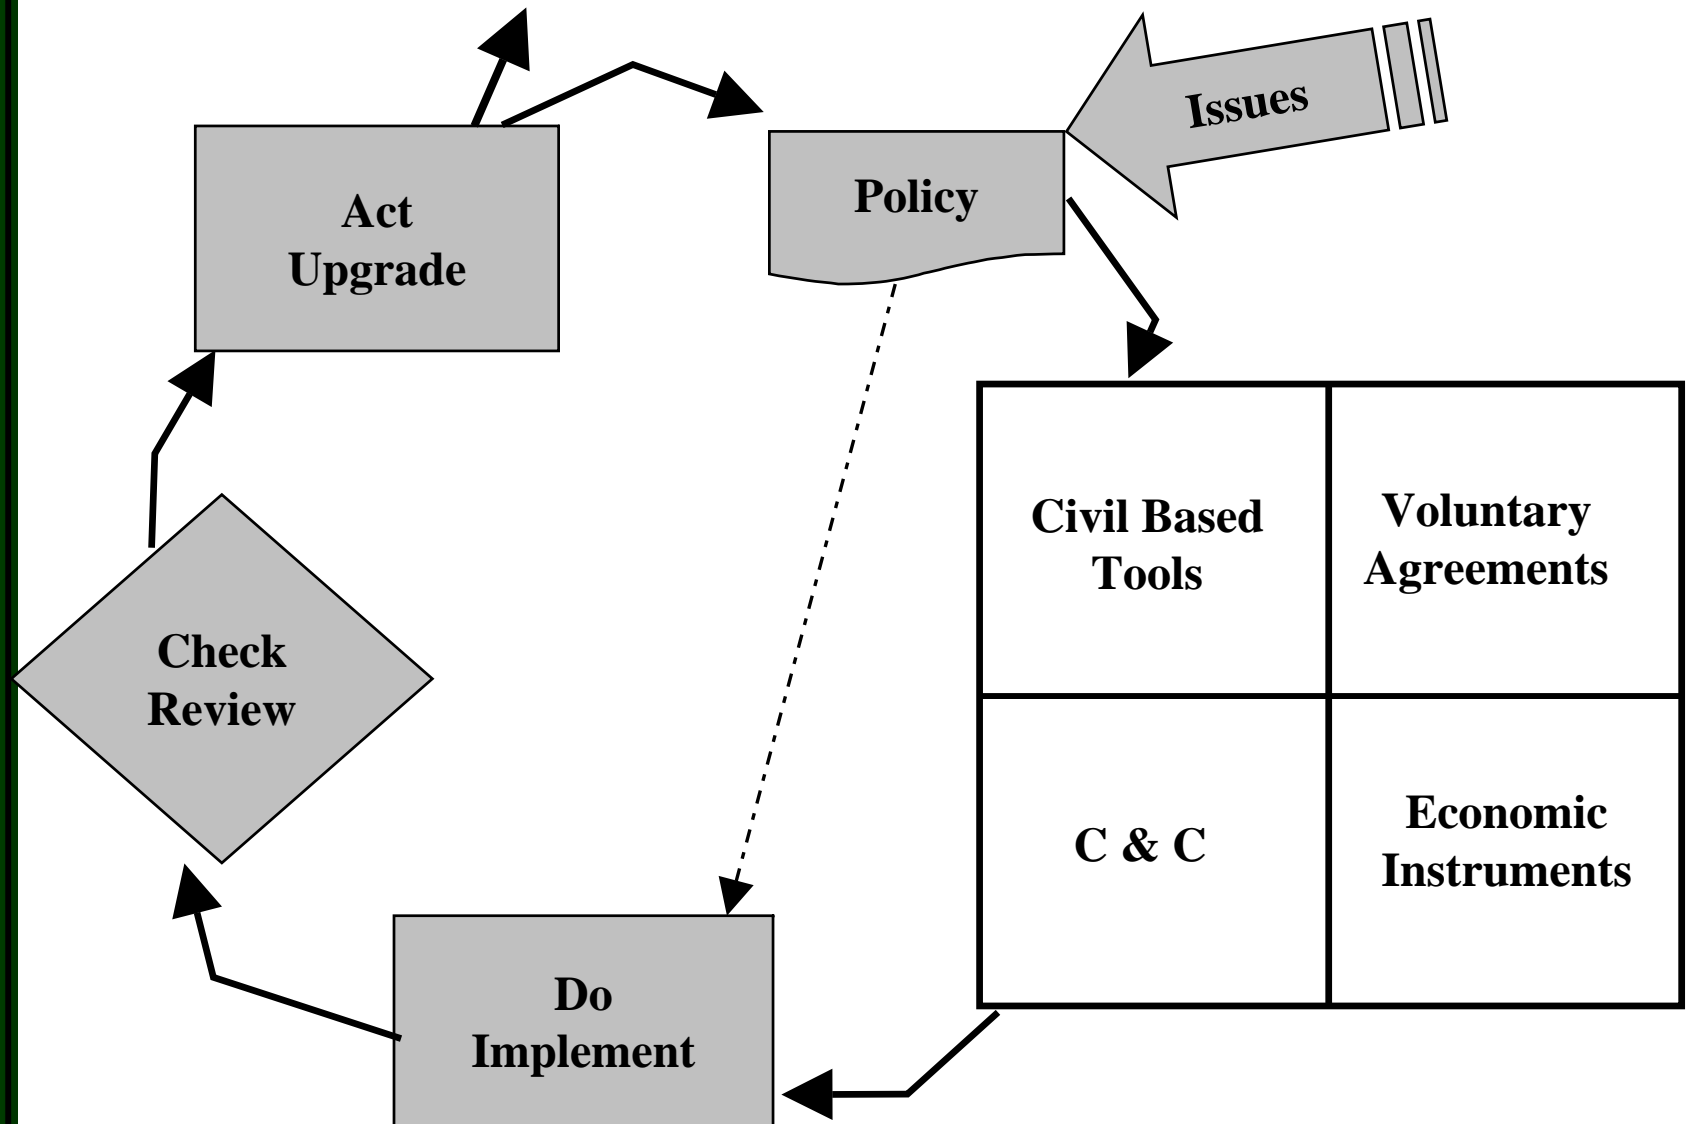 Issues
Act
Upgrade
Policy
Civil Based
Tools
Voluntary
Agreements
Check
Review
C & C
Economic
Instruments
Do
Implement